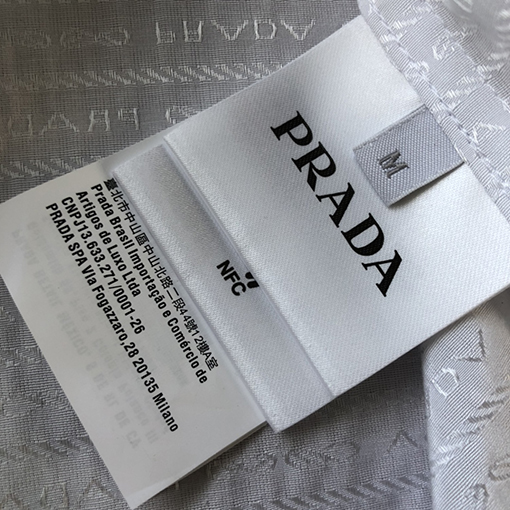 PRADA
M
NFC
臺北市中山區中山北路二段44號12樓A室
Prada Brasil Importação e Comércio de
Artigos de Luxo Ltda
CNPJ13.633.271/0001-26
PRADA SPA Via Fogazzaro,28 20135 Milano
PRADA
PRADA